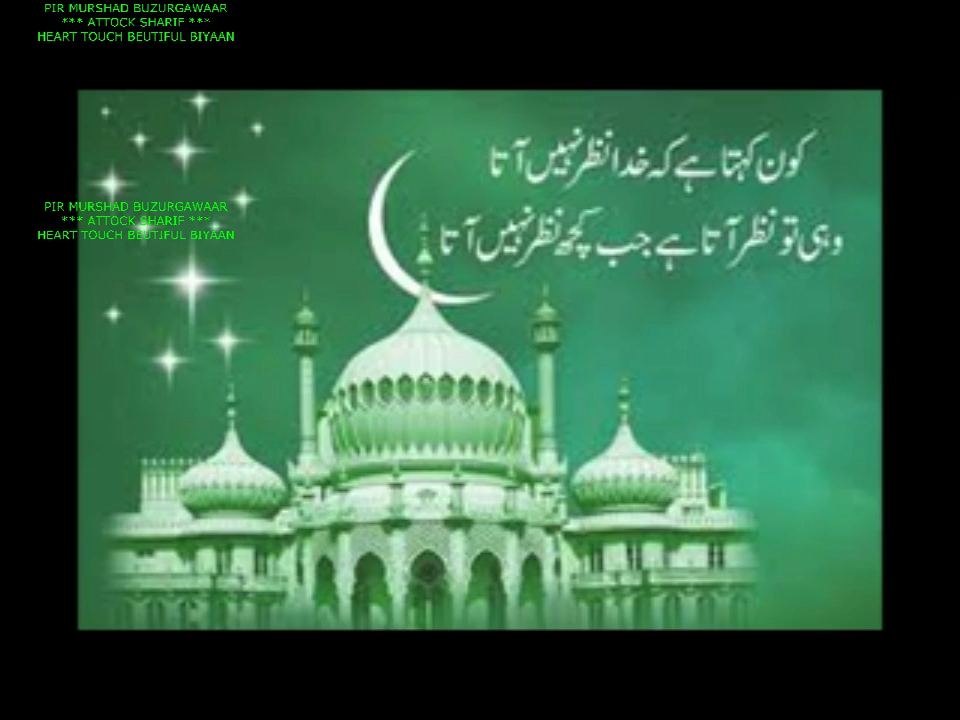 PIR MURSHAD BUZURGAWAAR
*** ATTOCK SHARIF ***
HEART TOUCH BEUTIFUL BIYAAN
کون کہتا ہے کہ خدا نظر نہیں آتا
وہی تو نظر آتا ہے جب کچھ نظر نہیں آتا
PIR MURSHAD BUZURGAWAAR
*** ATTOCK SHARIF ***
HEART TOUCH BEUTIFUL BIYAAN